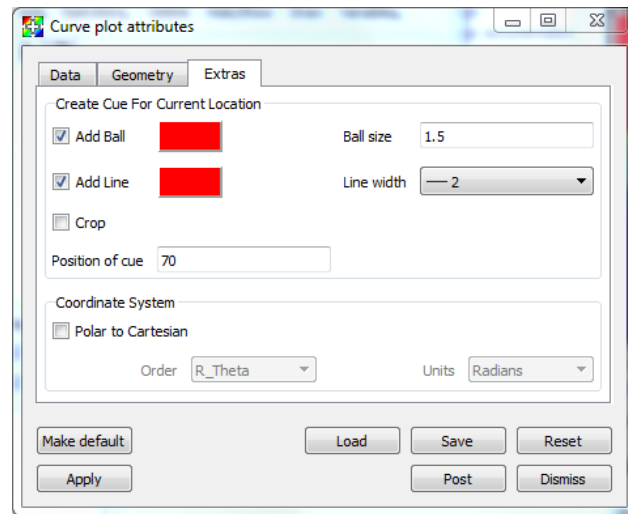 Curve plot attributes
Data Geometry Extras
Create Cue For Current Location
Add Ball Ball size 1.5
Add Line Line width 2
Crop
Position of cue 70
Coordinate System
Polar to Cartesian
Order R_Theta Units Radians
Make default Load Save Reset
Apply Post Dismiss